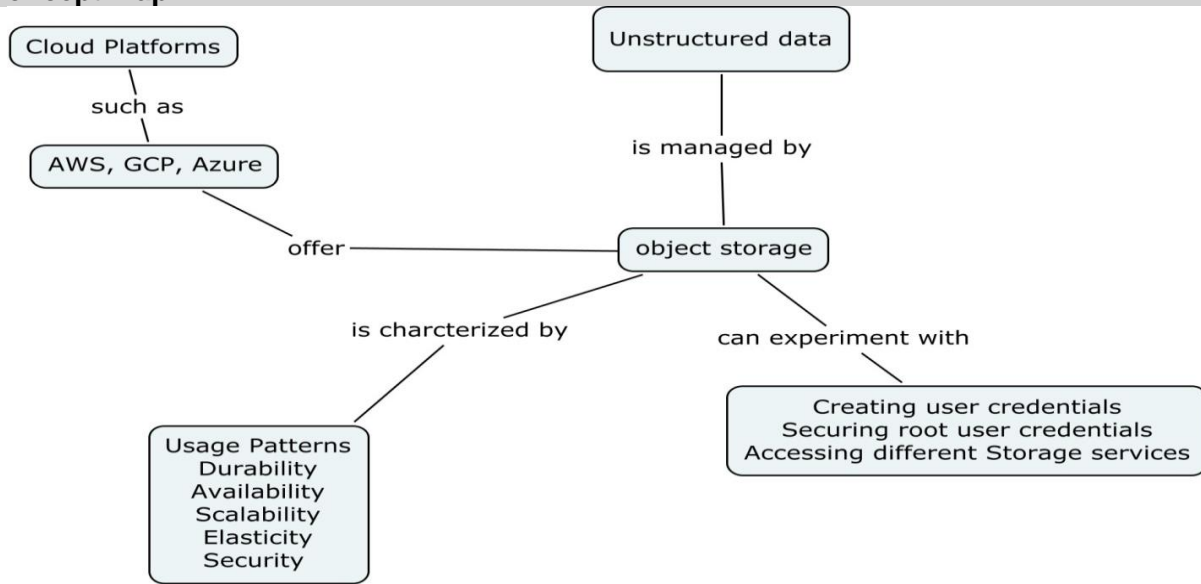 Cloud Platforms
Unstructured data
such as
is managed by
AWS, GCP, Azure
offer
object storage
is charcterized by
can experiment with
Creating user credentials
Securing root user credentials
Accessing different Storage services
Usage Patterns
Durability
Availability
Scalability
Elasticity
Security